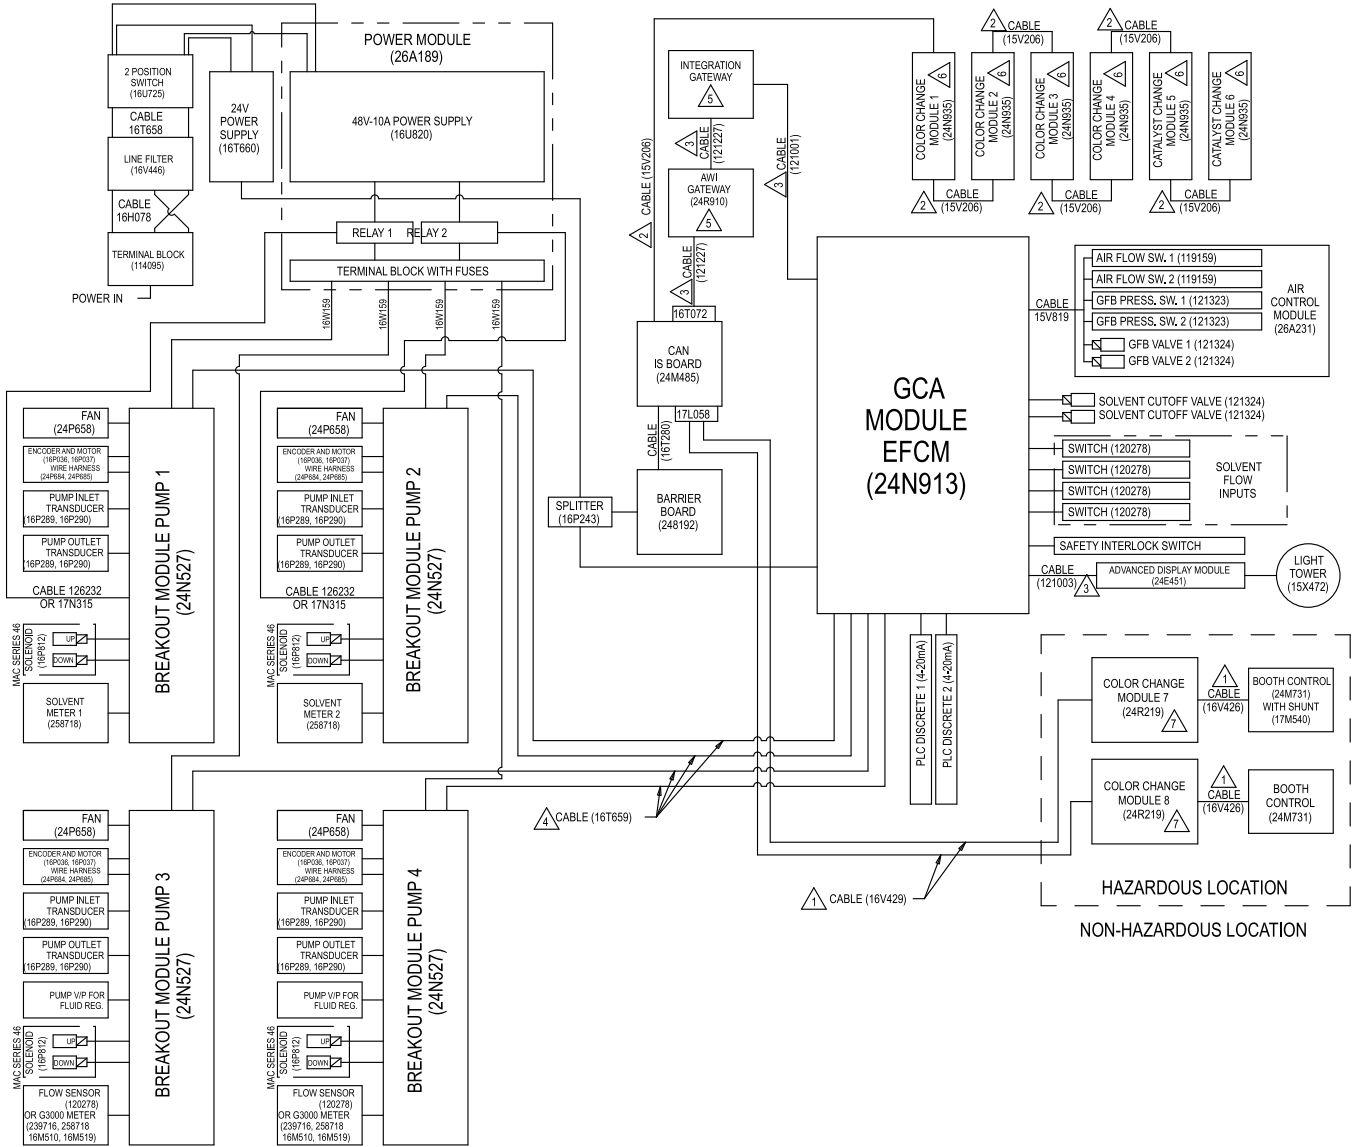 POWER MODULE
(26A189)
2 POSITION
SWITCH
(16U725)
CABLE
16T658
LINE FILTER
(16V446)
CABLE
16H078
TERMINAL BLOCK
(114095)
POWER IN
24V
POWER
SUPPLY
(16T660)
48V-10A POWER SUPPLY
(16U820)
RELAY 1
RELAY 2
TERMINAL BLOCK WITH FUSES
16W159
16W159
16W159
16W159
INTEGRATION
GATEWAY
5
3
CABLE
(121227)
3
CABLE
(121001)
AWI
GATEWAY
(24R910)
5
2
CABLE (15V206)
3
CABLE
(121227)
16T072
CAN
IS BOARD
(24M485)
17L058
CABLE
(16T280)
BARRIER
BOARD
(248192)
SPLITTER
(16P243)
2
CABLE
(15V206)
2
CABLE
(15V206)
COLOR CHANGE
MODULE 1
(24N935)
6
COLOR CHANGE
MODULE 2
(24N935)
6
COLOR CHANGE
MODULE 3
(24N935)
6
COLOR CHANGE
MODULE 4
(24N935)
6
CATALYST CHANGE
MODULE 5
(24N935)
6
CATALYST CHANGE
MODULE 6
(24N935)
6
2
CABLE
(15V206)
2
CABLE
(15V206)
2
CABLE
(15V206)
GCA
MODULE
EFCM
(24N913)
CABLE
15V819
AIR FLOW SW. 1 (119159)
AIR FLOW SW. 2 (119159)
GFB PRESS. SW. 1 (121323)
GFB PRESS. SW. 2 (121323)
GFB VALVE 1 (121324)
GFB VALVE 2 (121324)
AIR
CONTROL
MODULE
(26A231)
SOLVENT CUTOFF VALVE (121324)
SOLVENT CUTOFF VALVE (121324)
SWITCH (120278)
SWITCH (120278)
SWITCH (120278)
SWITCH (120278)
SOLVENT
FLOW
INPUTS
SAFETY INTERLOCK SWITCH
CABLE
(121003)
3
ADVANCED DISPLAY MODULE
(24E451)
LIGHT
TOWER
(15X472)
PLC DISCRETE 1 (4-20mA)
PLC DISCRETE 2 (4-20mA)
COLOR CHANGE
MODULE 7
(24R219)
7
1
CABLE
(16V426)
BOOTH CONTROL
(24M731)
WITH SHUNT
(17M540)
COLOR CHANGE
MODULE 8
(24R219)
7
1
CABLE
(16V426)
BOOTH
CONTROL
(24M731)
HAZARDOUS LOCATION
NON-HAZARDOUS LOCATION
4
CABLE (16T659)
1
CABLE (16V429)
FAN
(24P658)
ENCODER AND MOTOR
(16P036, 16P037)
WIRE HARNESS
(24P684, 24P685)
PUMP INLET
TRANSDUCER
(16P289, 16P290)
PUMP OUTLET
TRANSDUCER
(16P289, 16P290)
CABLE 126232
OR 17N315
MAC SERIES 46
SOLENOID
(16P812)
UP
DOWN
SOLVENT
METER 1
(258718)
BREAKOUT MODULE PUMP 1
(24N527)
FAN
(24P658)
ENCODER AND MOTOR
(16P036, 16P037)
WIRE HARNESS
(24P684, 24P685)
PUMP INLET
TRANSDUCER
(16P289, 16P290)
PUMP OUTLET
TRANSDUCER
(16P289, 16P290)
CABLE 126232
OR 17N315
MAC SERIES 46
SOLENOID
(16P812)
UP
DOWN
SOLVENT
METER 2
(258718)
BREAKOUT MODULE PUMP 2
(24N527)
FAN
(24P658)
ENCODER AND MOTOR
(16P036, 16P037)
WIRE HARNESS
(24P684, 24P685)
PUMP INLET
TRANSDUCER
(16P289, 16P290)
PUMP OUTLET
TRANSDUCER
(16P289, 16P290)
PUMP V/P FOR
FLUID REG.
MAC SERIES 46
SOLENOID
(16P812)
UP
DOWN
FLOW SENSOR
(120278)
OR G3000 METER
(239716, 258718
16M510, 16M519)
BREAKOUT MODULE PUMP 3
(24N527)
FAN
(24P658)
ENCODER AND MOTOR
(16P036, 16P037)
WIRE HARNESS
(24P684, 24P685)
PUMP INLET
TRANSDUCER
(16P289, 16P290)
PUMP OUTLET
TRANSDUCER
(16P289, 16P290)
PUMP V/P FOR
FLUID REG.
MAC SERIES 46
SOLENOID
(16P812)
UP
DOWN
FLOW SENSOR
(120278)
OR G3000 METER
(239716, 258718
16M510, 16M519)
BREAKOUT MODULE PUMP 4
(24N527)